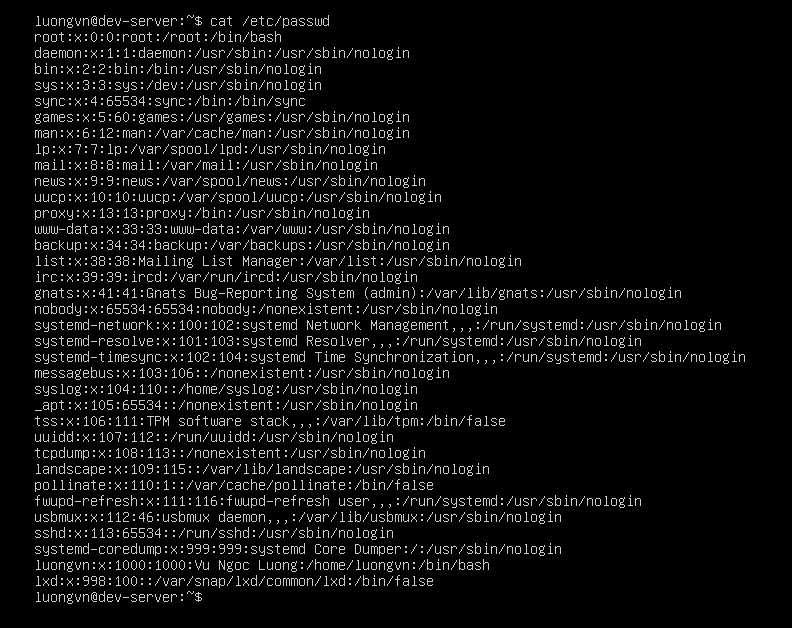 luongvn@dev-server:~$ cat /etc/passwd
root:x:0:0:root:/root:/bin/bash
daemon:x:1:1:daemon:/usr/sbin:/usr/sbin/nologin
bin:x:2:2:bin:/bin:/usr/sbin/nologin
sys:x:3:3:sys:/dev:/usr/sbin/nologin
sync:x:4:65534:sync:/bin:/bin/sync
games:x:5:60:games:/usr/games:/usr/sbin/nologin
man:x:6:12:man:/var/cache/man:/usr/sbin/nologin
lp:x:7:7:lp:/var/spool/lpd:/usr/sbin/nologin
mail:x:8:8:mail:/var/mail:/usr/sbin/nologin
news:x:9:9:news:/var/spool/news:/usr/sbin/nologin
uucp:x:10:10:uucp:/var/spool/uucp:/usr/sbin/nologin
proxy:x:13:13:proxy:/bin:/usr/sbin/nologin
www-data:x:33:33:www-data:/var/www:/usr/sbin/nologin
backup:x:34:34:backup:/var/backups:/usr/sbin/nologin
list:x:38:38:Mailing List Manager:/var/list:/usr/sbin/nologin
irc:x:39:39:ircd:/var/run/ircd:/usr/sbin/nologin
gnats:x:41:41:Gnats Bug-Reporting System (admin):/var/lib/gnats:/usr/sbin/nologin
nobody:x:65534:65534:nobody:/nonexistent:/usr/sbin/nologin
systemd-network:x:100:102:systemd Network Management,,,:/run/systemd:/usr/sbin/nologin
systemd-resolve:x:101:103:systemd Resolver,,,:/run/systemd:/usr/sbin/nologin
systemd-timesync:x:102:104:systemd Time Synchronization,,,:/run/systemd:/usr/sbin/nologin
messagebus:x:103:106::/nonexistent:/usr/sbin/nologin
syslog:x:104:110::/home/syslog:/usr/sbin/nologin
_apt:x:105:65534::/nonexistent:/usr/sbin/nologin
tss:x:106:111:TPM software stack,,,:/var/lib/tpm:/bin/false
uuidd:x:107:112::/run/uuidd:/usr/sbin/nologin
tcpdump:x:108:113::/nonexistent:/usr/sbin/nologin
landscape:x:109:115::/var/lib/landscape:/usr/sbin/nologin
pollinate:x:110:1::/var/cache/pollinate:/bin/false
fwupd-refresh:x:111:116:fwupd-refresh user,,,:/run/systemd:/usr/sbin/nologin
usbmux:x:112:46:usbmux daemon,,,:/var/lib/usbmux:/usr/sbin/nologin
sshd:x:113:65534::/run/sshd:/usr/sbin/nologin
systemd-coredump:x:999:999:systemd Core Dumper:/:/usr/sbin/nologin
luongvn:x:1000:1000:Vu Ngoc Luong:/home/luongvn:/bin/bash
lxd:x:998:100::/var/snap/lxd/common/lxd:/bin/false
luongvn@dev-server:~$